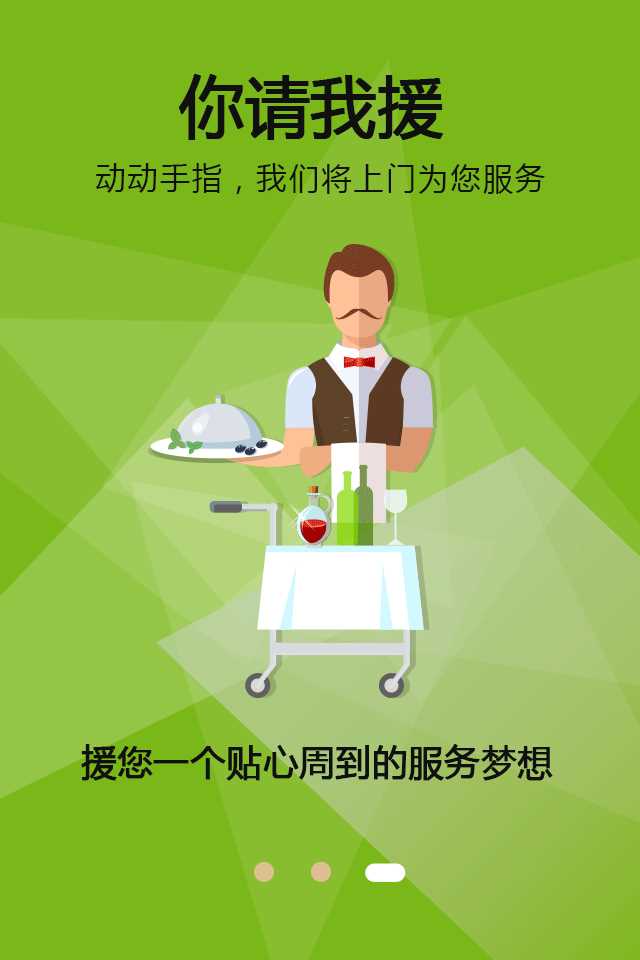 你请我援
动动手指，我们将上门为您服务
援您一个贴心周到的服务梦想